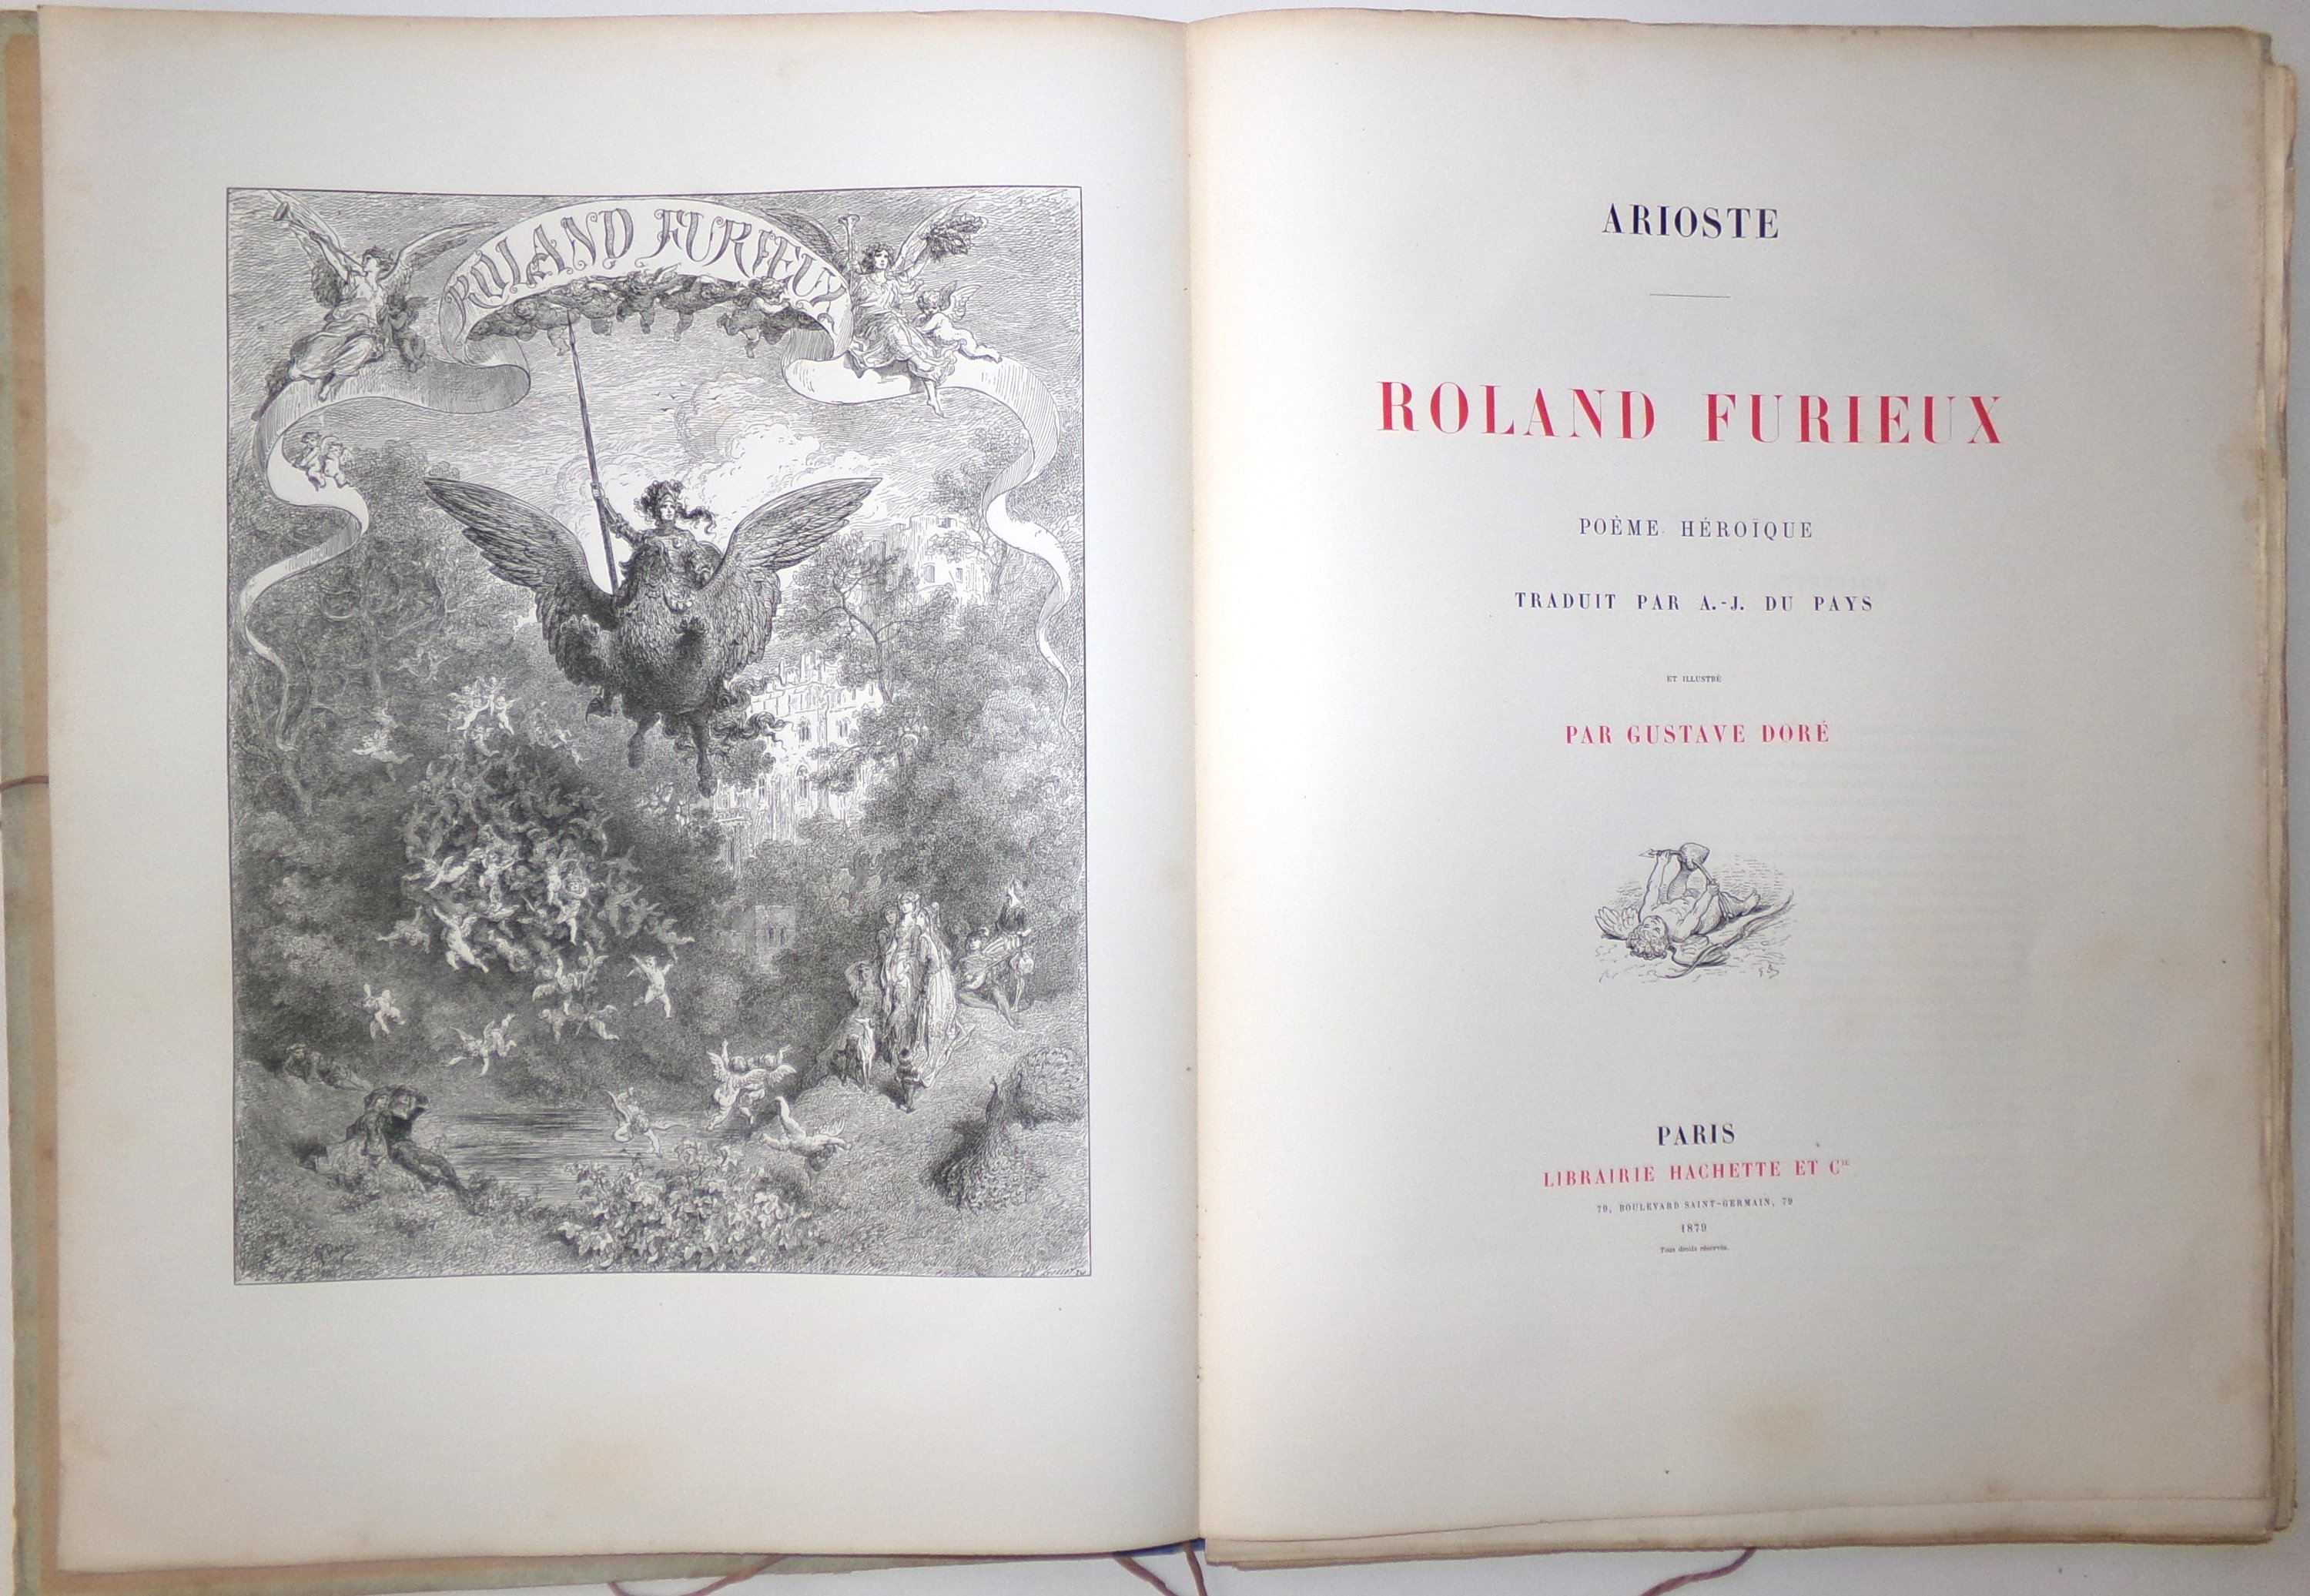 ROLAND FURIEUX
ARIOSTE
ROLAND FURIEUX
POÈME HÉROÏQUE
TRADUIT PAR A.-J. DU PAYS
ET ILLUSTRÉ
PAR GUSTAVE DORÉ
PARIS
LIBRAIRIE HACHETTE ET Cie
79, BOULEVARD SAINT-GERMAIN, 79
1879
Tous droits réservés.